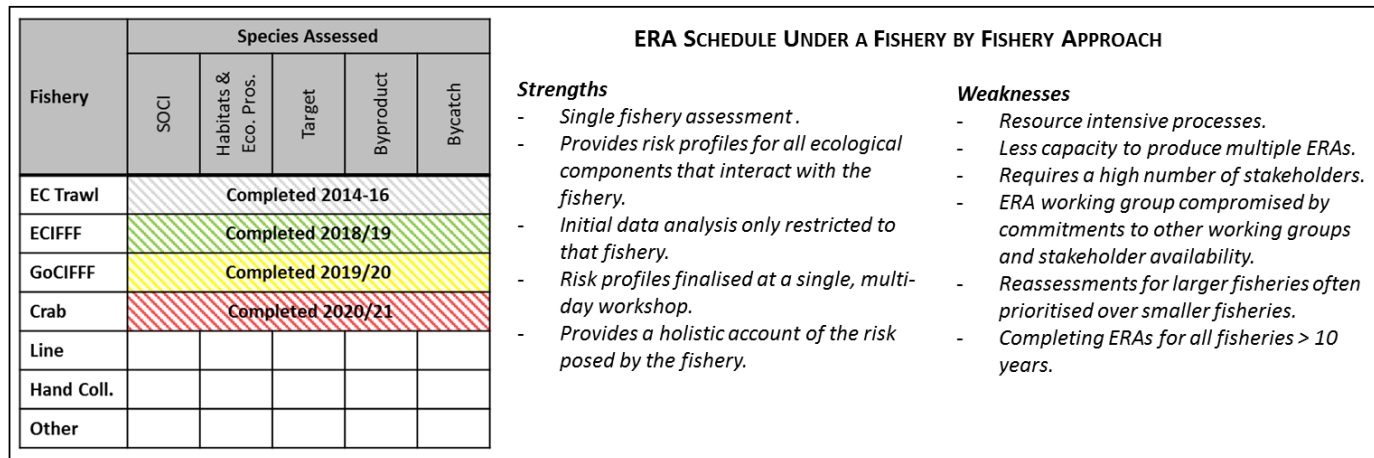 ERA SCHEDULE UNDER A FISHERY BY FISHERY APPROACH
Fishery
Species Assessed
SOCI
Habitats &
Eco. Pros.
Target
Byproduct
Bycatch
EC Trawl
Completed 2014-16
ECIFFF
Completed 2018/19
GoCIFFF
Completed 2019/20
Crab
Completed 2020/21
Line
Hand Coll.
Other
Strengths
- Single fishery assessment .
- Provides risk profiles for all ecological
components that interact with the
fishery.
- Initial data analysis only restricted to
that fishery.
- Risk profiles finalised at a single, multi-
day workshop.
- Provides a holistic account of the risk
posed by the fishery.
Weaknesses
- Resource intensive processes.
- Less capacity to produce multiple ERAs.
- Requires a high number of stakeholders.
- ERA working group compromised by
commitments to other working groups
and stakeholder availability.
- Reassessments for larger fisheries often
prioritised over smaller fisheries.
- Completing ERAs for all fisheries > 10
years.